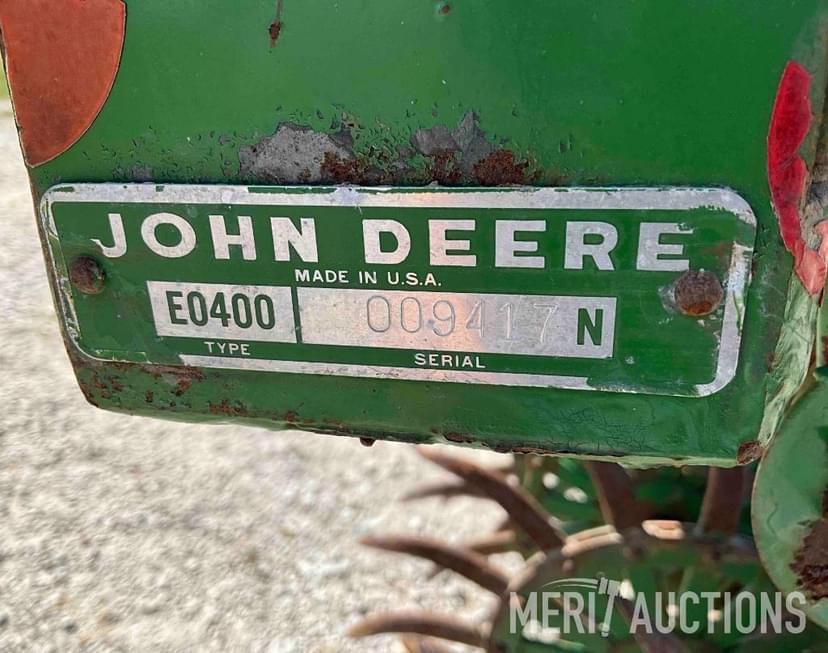 JOHN DEERE
MADE IN U.S.A.
E0400 009417 N
TYPE SERIAL
MERIT AUCTIONS